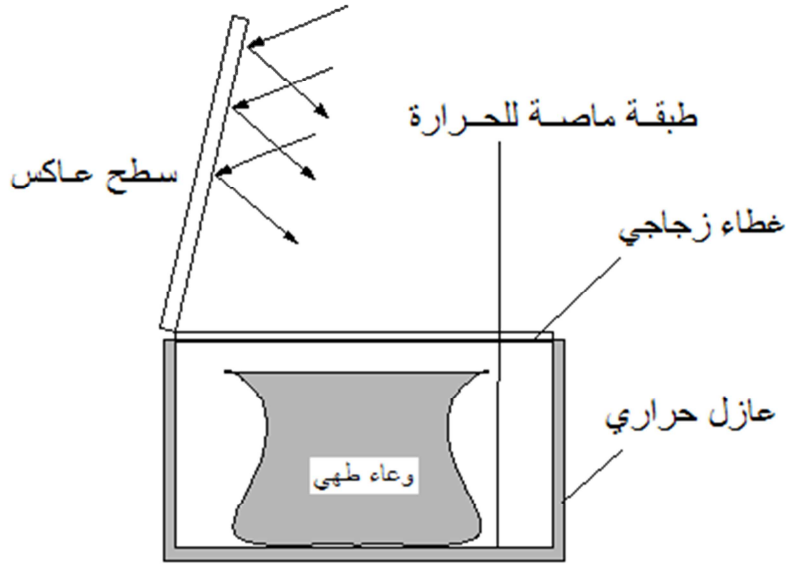 طبقة ماصة للحرارة
سطح عاكس
غطاء زجاجي
عازل حراري
وعاء طهي